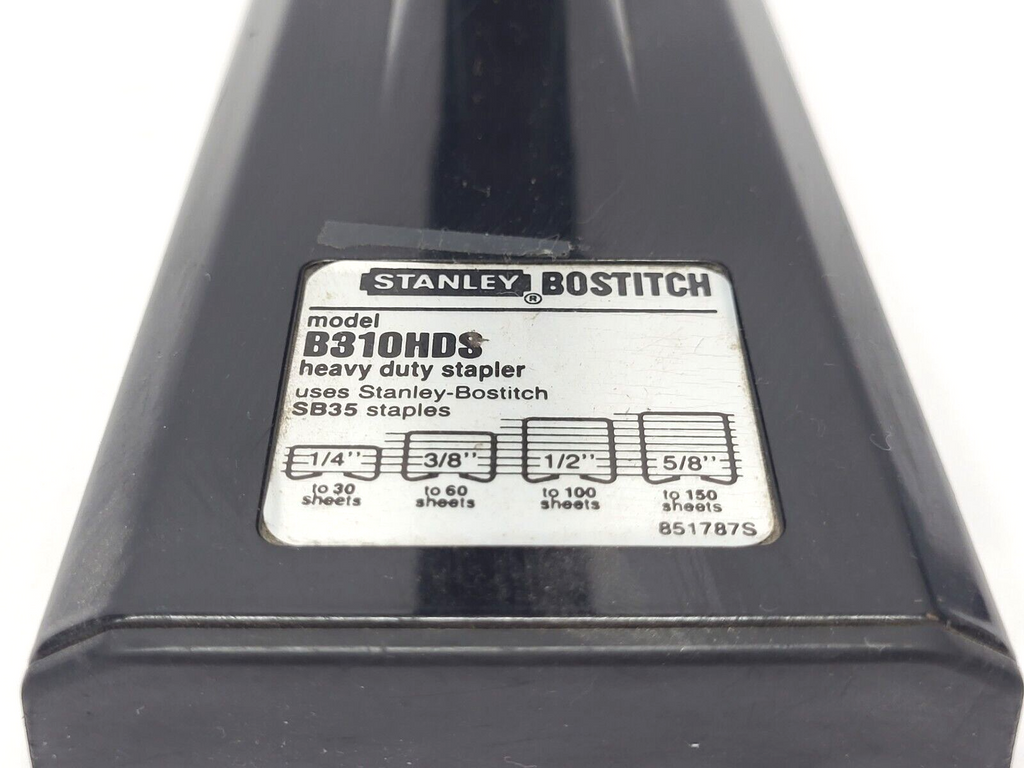 STANLEY® BOSTITCH
model
B310HDS
heavy duty stapler
uses Stanley-Bostitch
SB35 staples
1/4'' 3/8'' 1/2'' 5/8''
to 30 to 60 to 100 to 150
sheets sheets sheets sheets
851787S